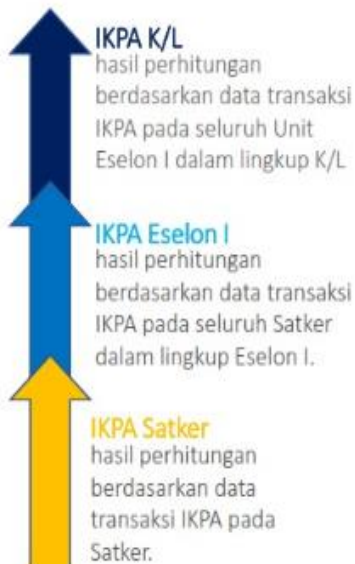 IKPA K/L
hasil perhitungan
berdasarkan data transaksi
IKPA pada seluruh Unit
Eselon I dalam lingkup K/L
IKPA Eselon I
hasil perhitungan
berdasarkan data transaksi
IKPA pada seluruh Satker
dalam lingkup Eselon I.
IKPA Satker
hasil perhitungan
berdasarkan data
transaksi IKPA pada
Satker.